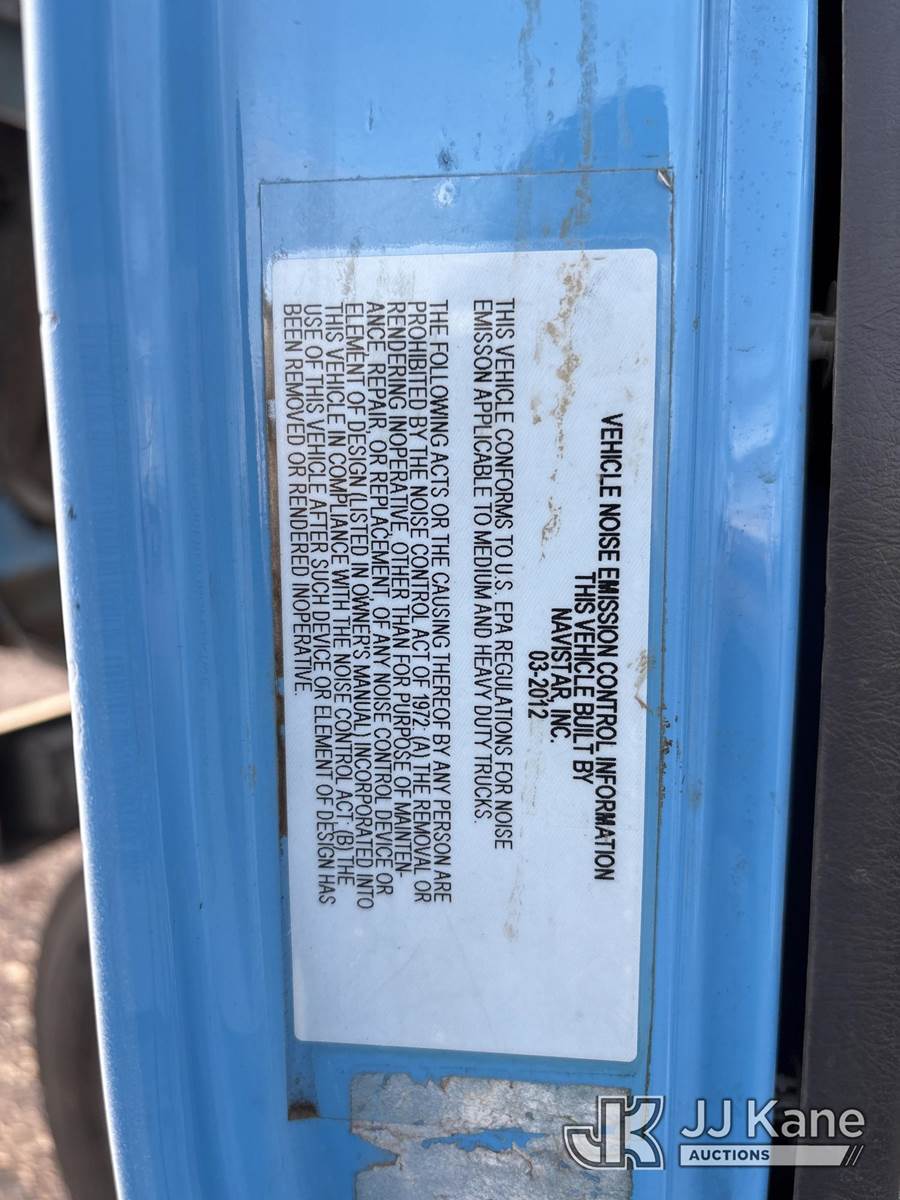 VEHICLE NOISE EMISSION CONTROL INFORMATION
THIS VEHICLE BUILT BY
NAVISTAR, INC.
03-2012
THIS VEHICLE CONFORMS TO U.S. EPA REGULATIONS FOR NOISE
EMISSON APPLICABLE TO MEDIUM AND HEAVY DUTY TRUCKS.
THE FOLLOWING ACTS OR THE CAUSING THEREOF BY ANY PERSON ARE
PROHIBITED BY THE NOISE CONTROL ACT OF 1972, (A) THE REMOVAL OR
RENDERING INOPERATIVE, OTHER THAN FOR PURPOSE OF MAINTEN-
ANCE, REPAIR, OR REPLACEMENT, OF ANY NOISE CONTROL DEVICE OR
ELEMENT OF DESIGN (LISTED IN OWNER'S MANUAL) INCORPORATED INTO
THIS VEHICLE IN COMPLIANCE WITH THE NOISE CONTROL ACT, (B) THE
USE OF THIS VEHICLE AFTER SUCH DEVICE OR ELEMENT OF DESIGN HAS
BEEN REMOVED OR RENDERED INOPERATIVE.
JK JJ Kane
AUCTIONS